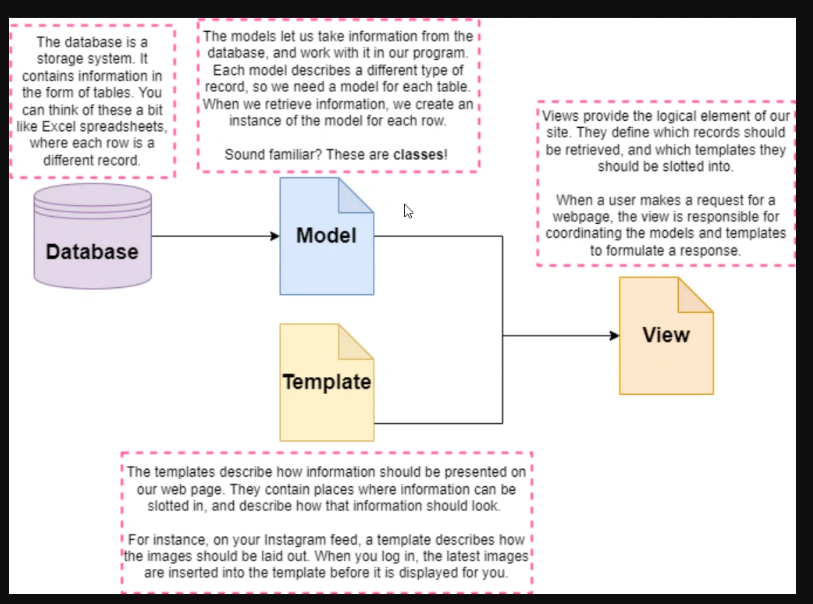 The database is a
storage system. It
contains information in
the form of tables. You
can think of these a bit
like Excel spreadsheets,
where each row is a
different record.
The models let us take information from the
database, and work with it in our program.
Each model describes a different type of
record, so we need a model for each table.
When we retrieve information, we create an
instance of the model for each row.
Sound familiar? These are classes!
Views provide the logical element of our
site. They define which records should
be retrieved, and which templates they
should be slotted into.
When a user makes a request for a
webpage, the view is responsible for
coordinating the models and templates
to formulate a response.
Database
Model
Template
View
The templates describe how information should be presented on
our web page. They contain places where information can be
slotted in, and describe how that information should look.
For instance, on your Instagram feed, a template describes how
the images should be laid out. When you log in, the latest images
are inserted into the template before it is displayed for you.